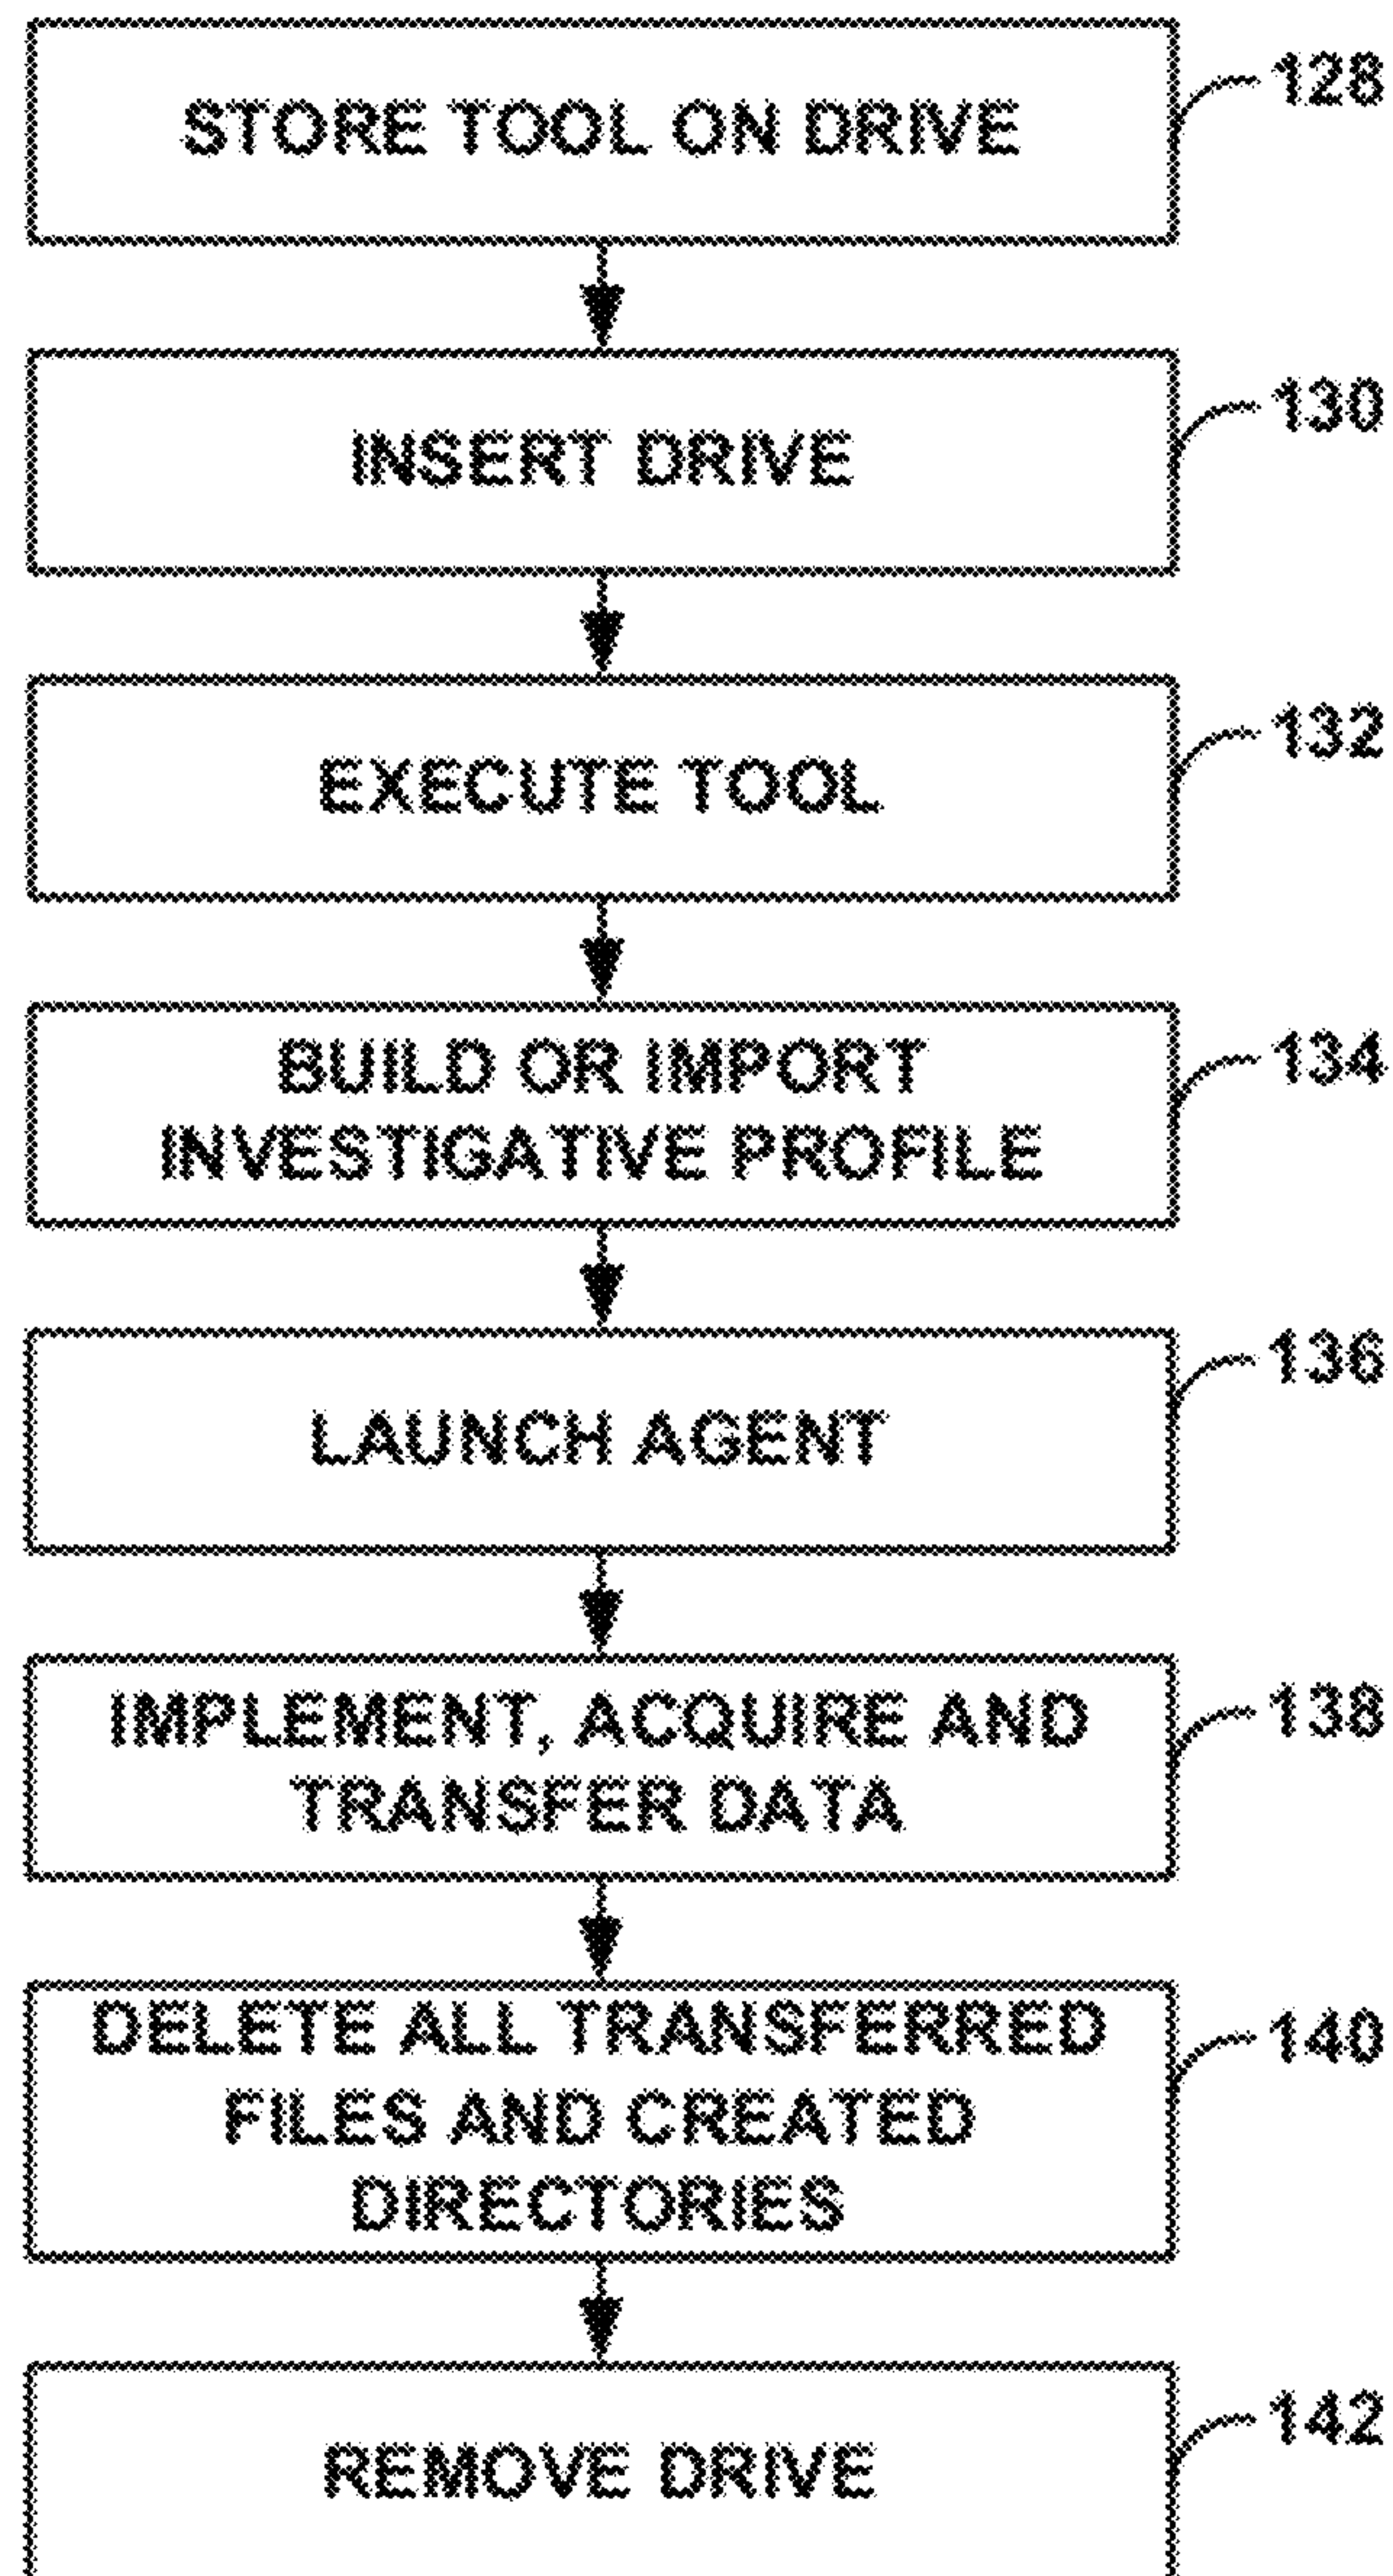 STORE TOOL ON DRIVE
128
INSERT DRIVE
130
EXECUTE TOOL
132
BUILD OR IMPORT
INVESTIGATIVE PROFILE
134
LAUNCH AGENT
136
IMPLEMENT, ACQUIRE AND
TRANSFER DATA
138
DELETE ALL TRANSFERRED
FILES AND CREATED
DIRECTORIES
140
REMOVE DRIVE
142